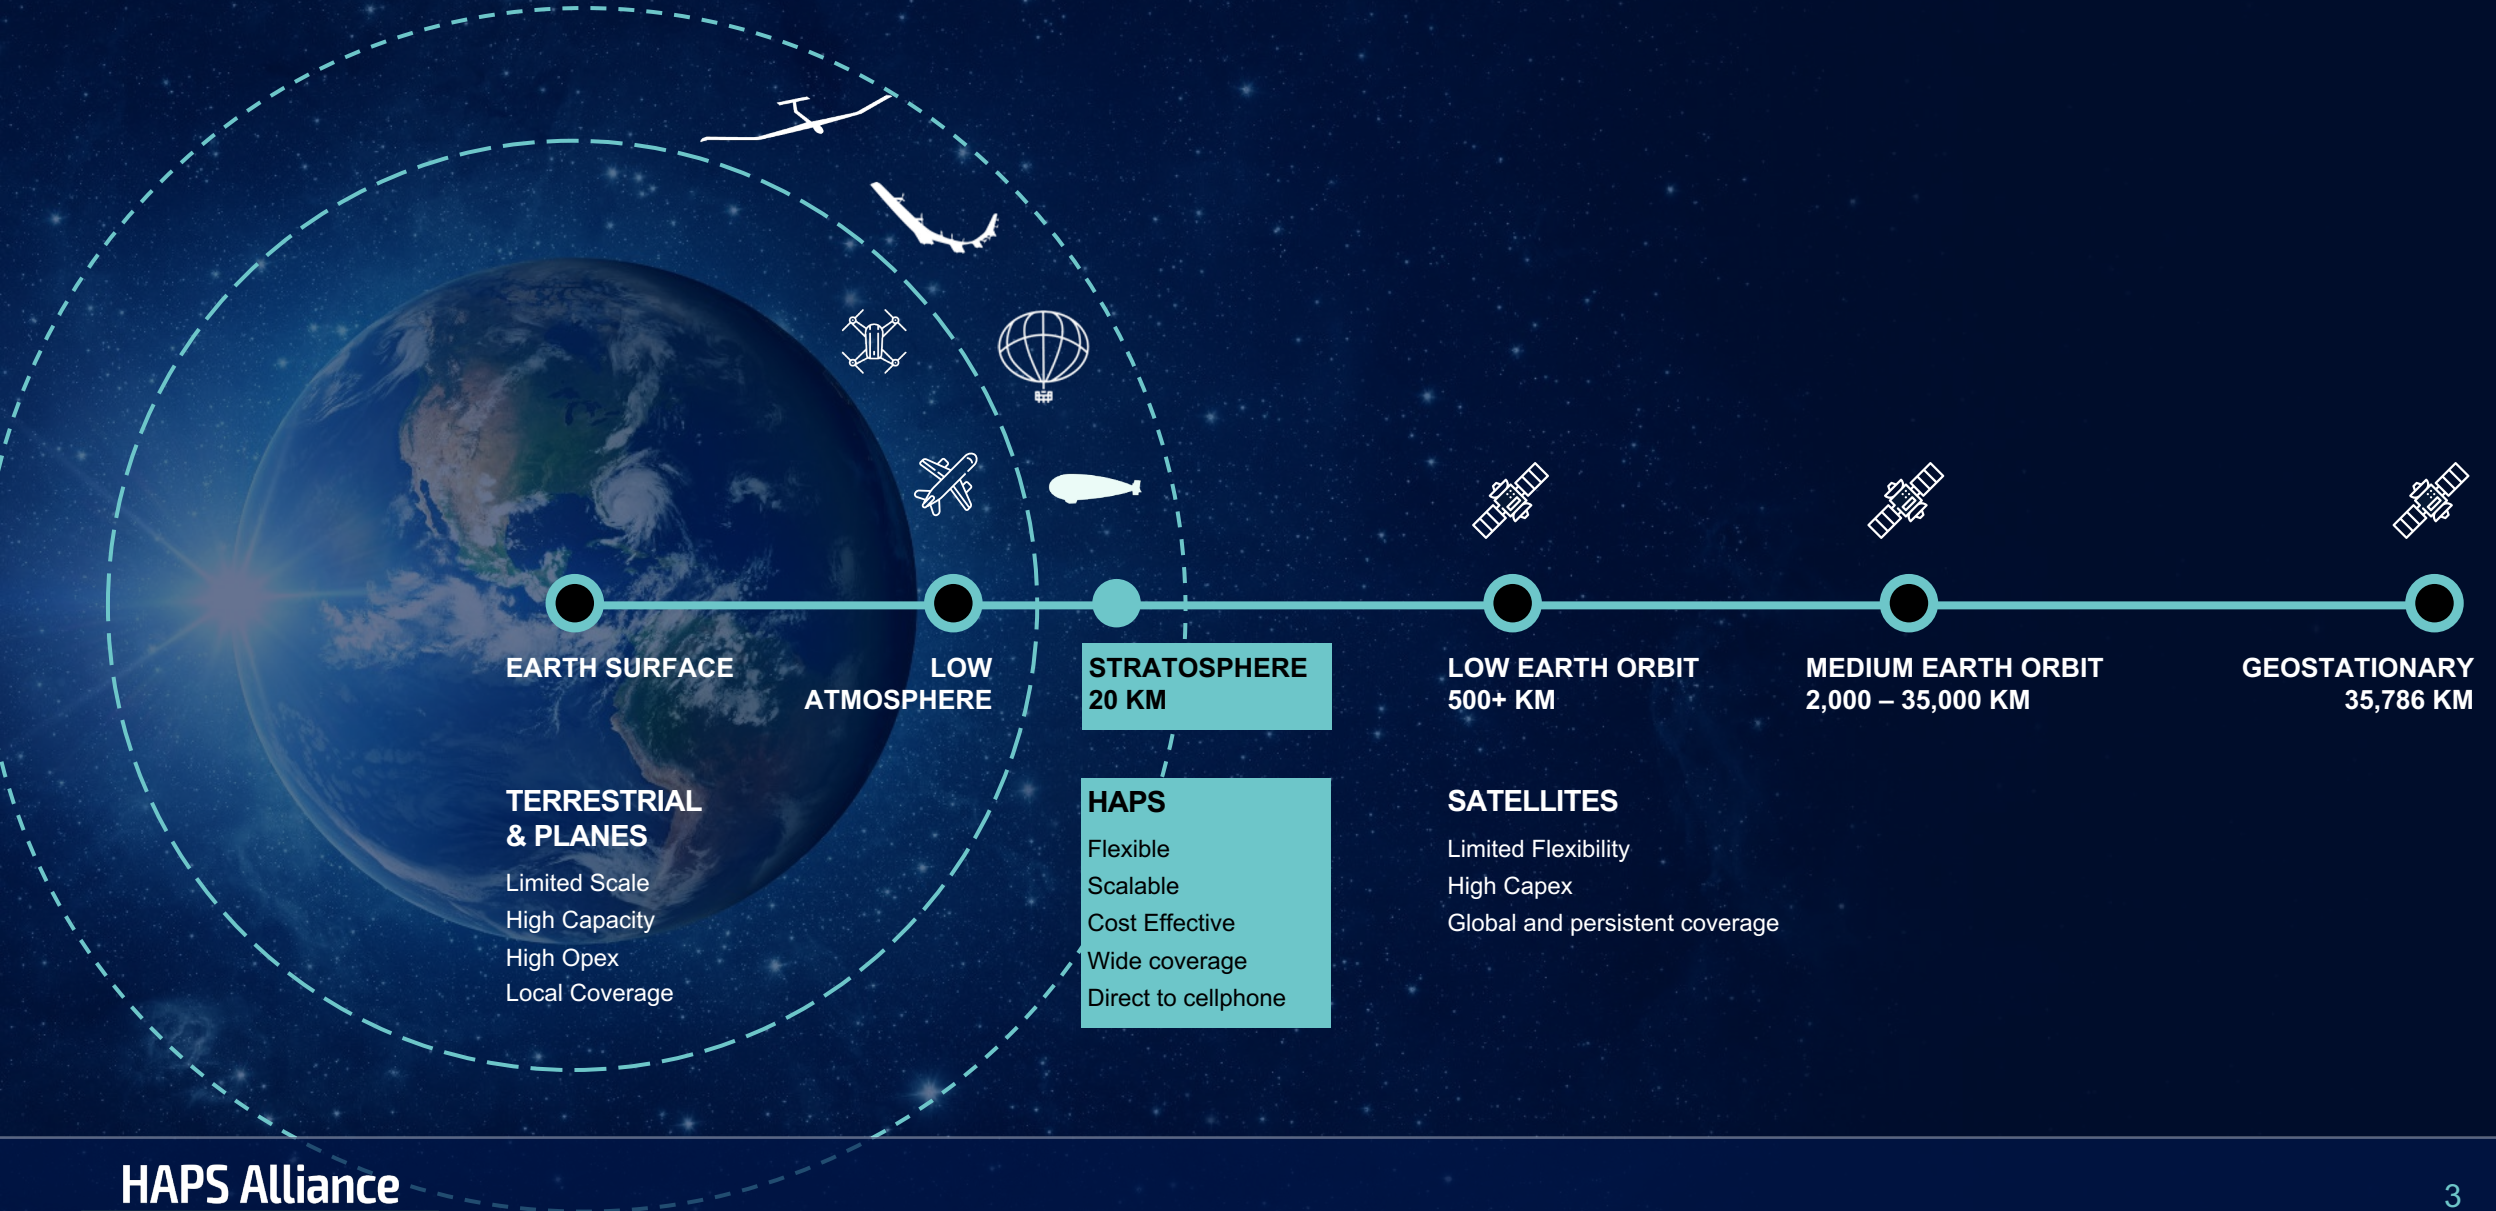 EARTH SURFACE
LOW
ATMOSPHERE
STRATOSPHERE
20 KM
LOW EARTH ORBIT
500+ KM
MEDIUM EARTH ORBIT
2,000 – 35,000 KM
GEOSTATIONARY
35,786 KM
TERRESTRIAL
& PLANES
Limited Scale
High Capacity
High Opex
Local Coverage
HAPS
Flexible
Scalable
Cost Effective
Wide coverage
Direct to cellphone
SATELLITES
Limited Flexibility
High Capex
Global and persistent coverage
HAPS Alliance
3